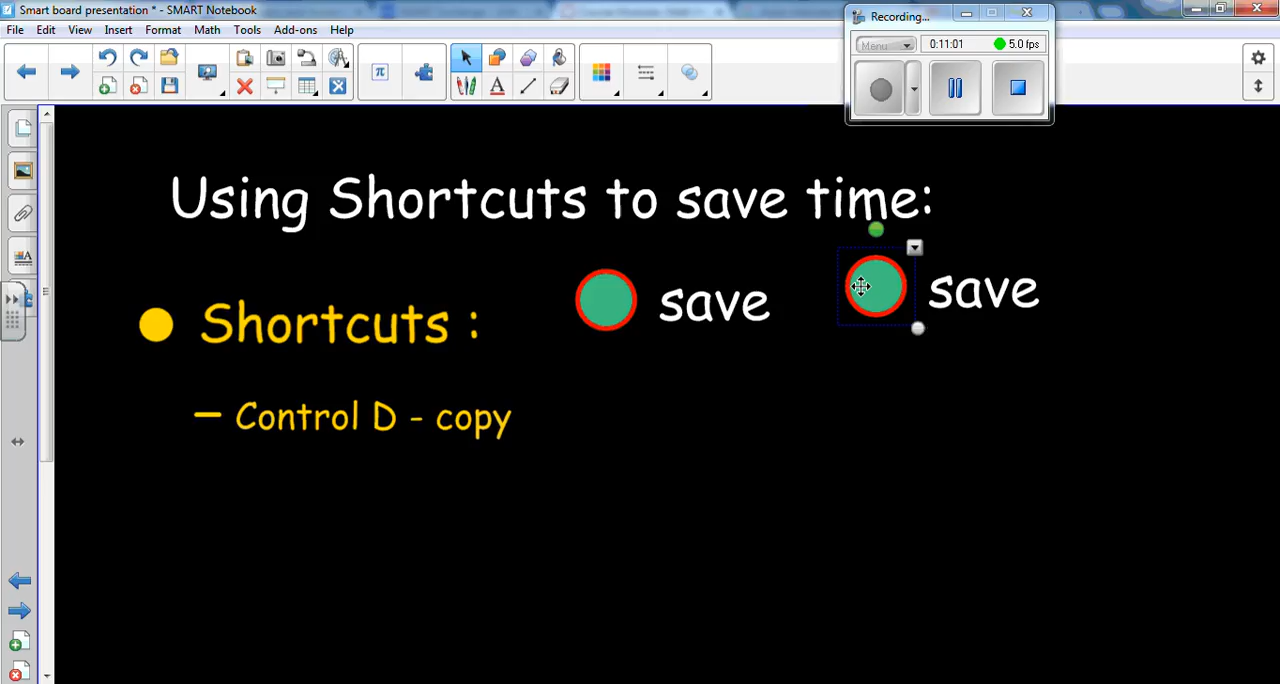 Smart board presentation * - SMART Notebook
File Edit View Insert Format Math Tools Add-ons Help
Recording...
Menu 0:11:01 5.0 fps
Using Shortcuts to save time:
Shortcuts :
save
save
– Control D - copy